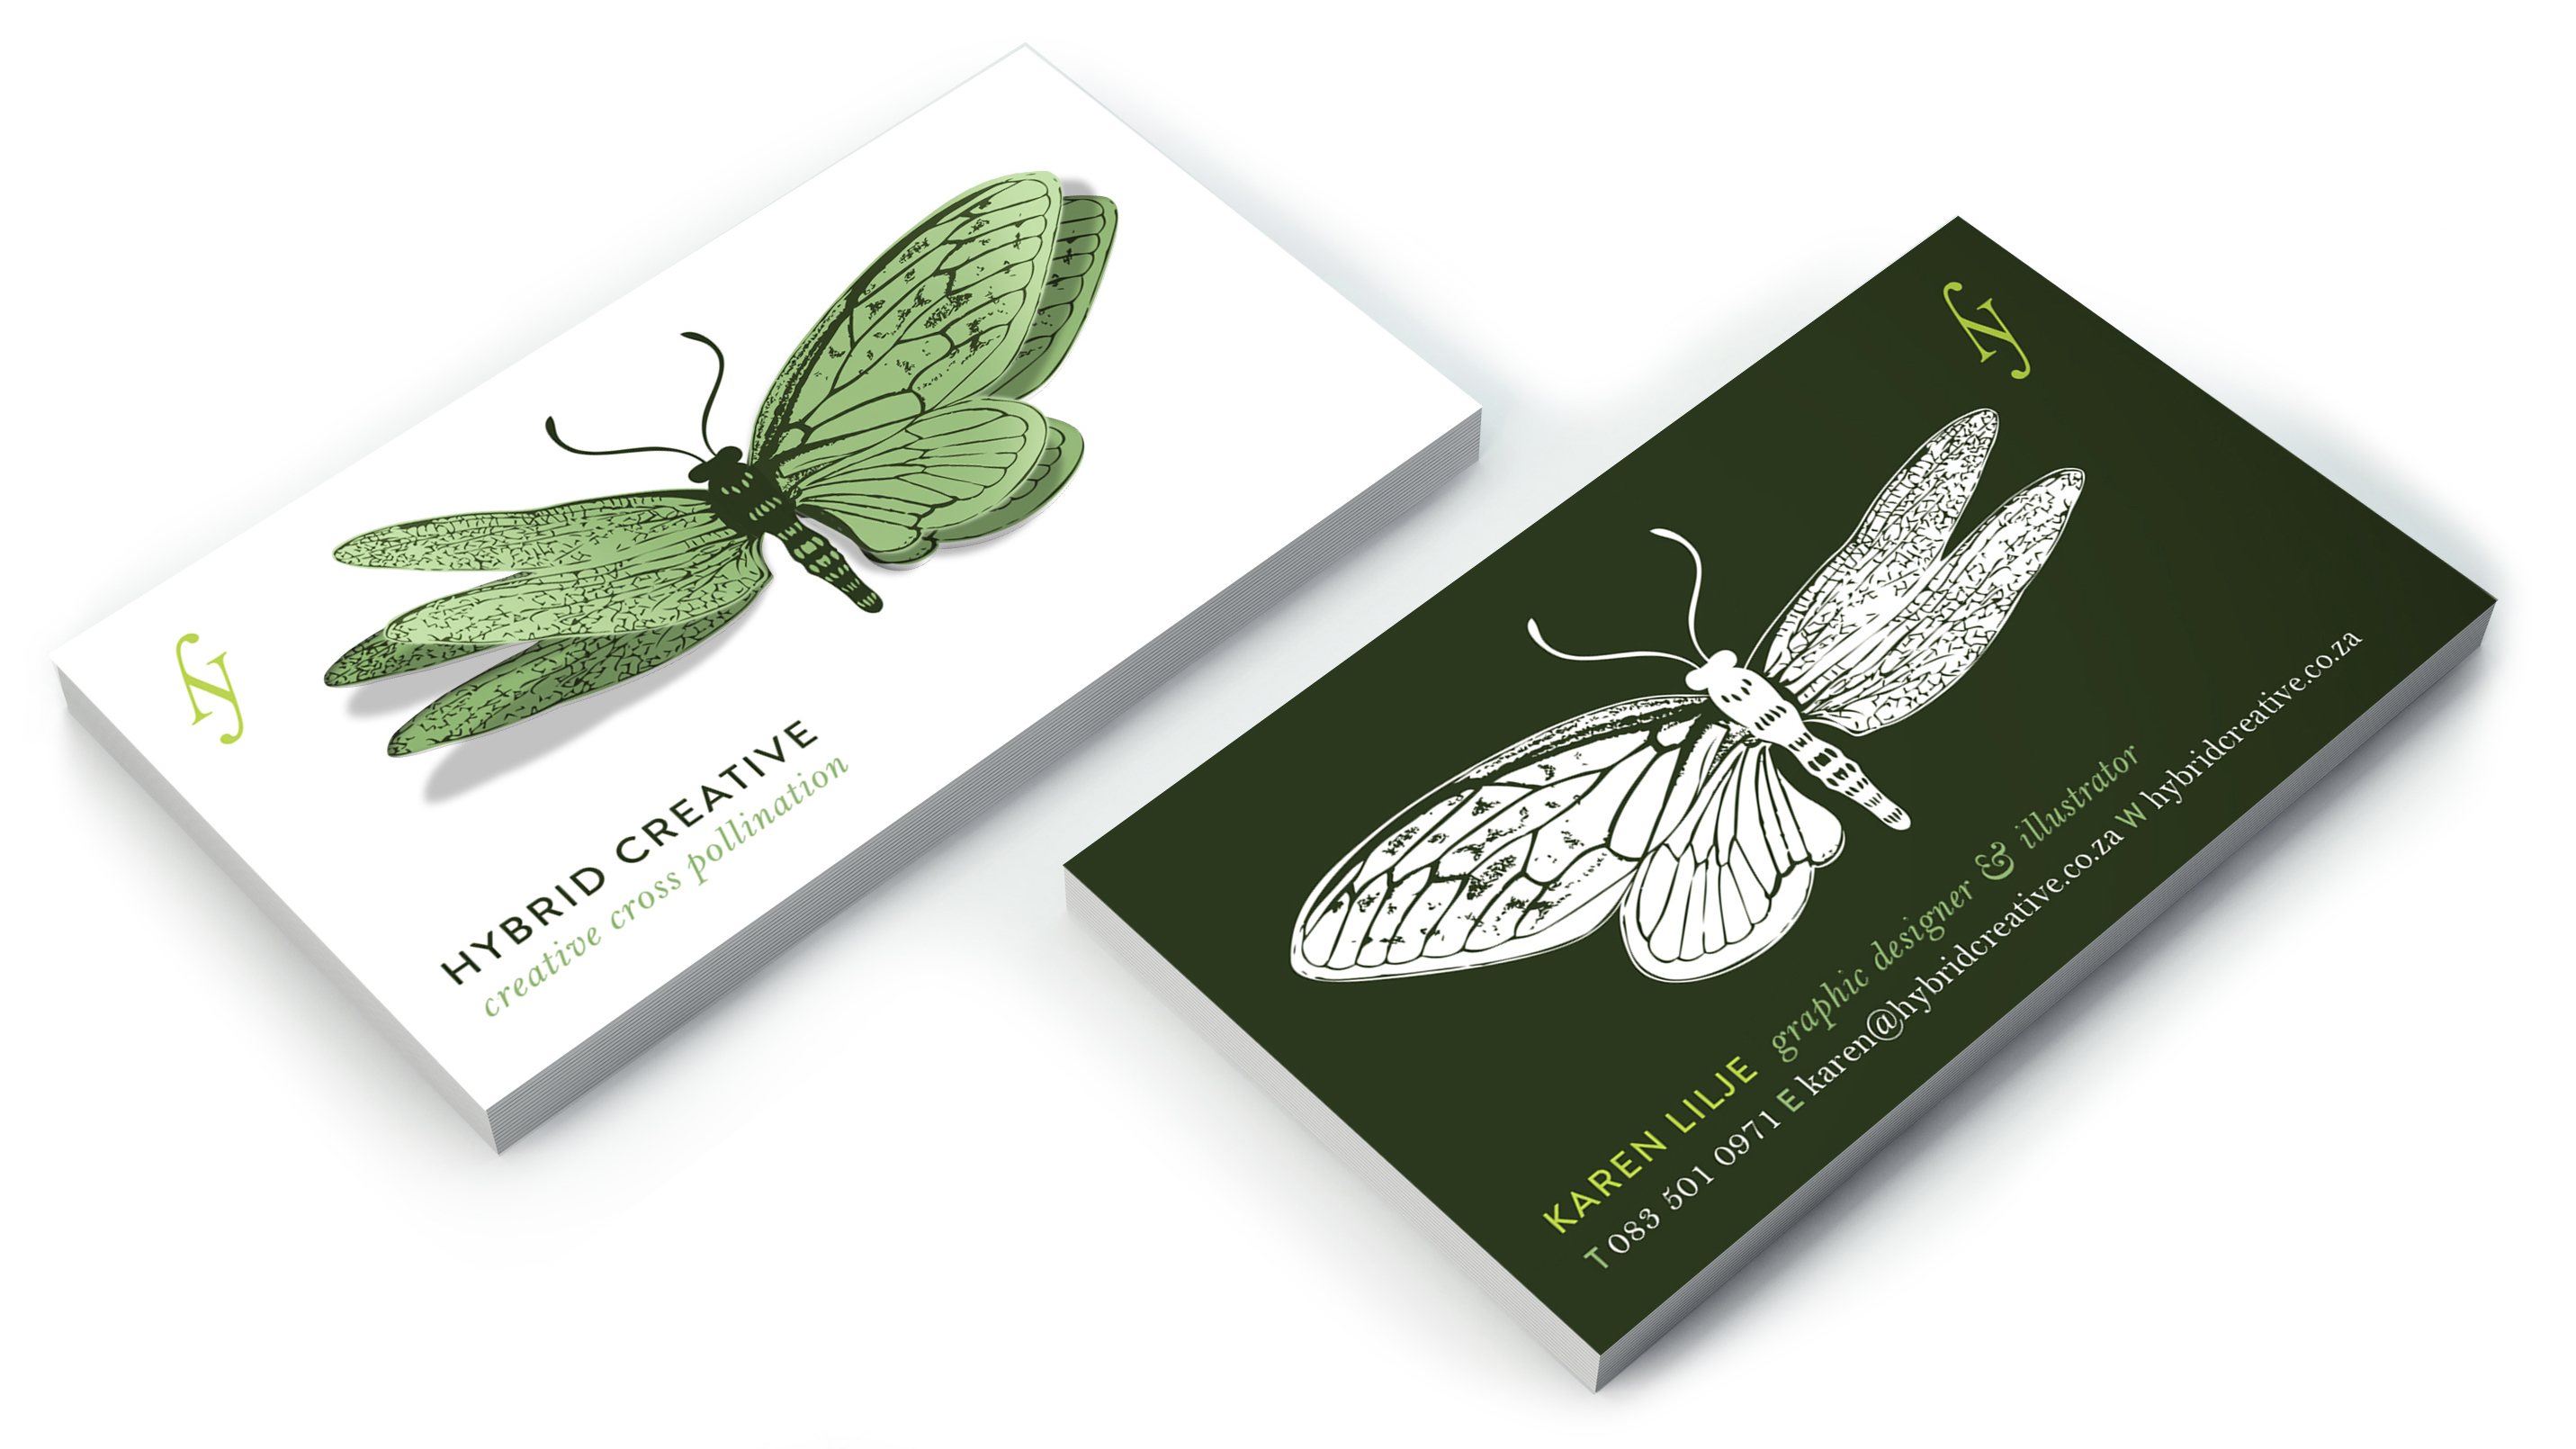 HYBRID CREATIVE
creative cross pollination
KAREN LILJE graphic designer & illustrator
T 083 501 0971 E karen@hybridcreative.co.za W hybridcreative.co.za